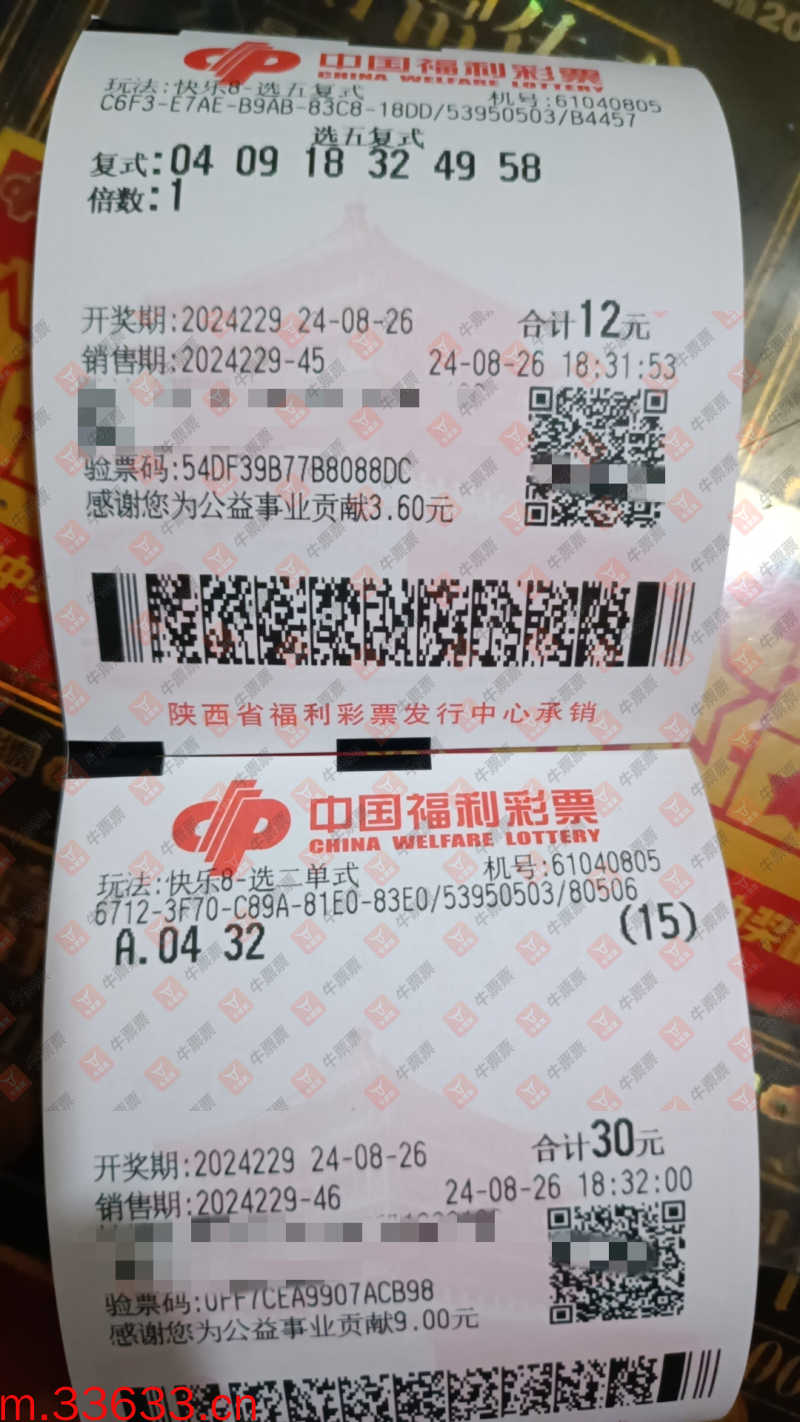 中国福利彩票
CHINA WELFARE LOTTERY
玩法:快乐8-选五复式 机号:61040805
C6F3-E7AE-B9AB-83C8-18DD/53950503/B4457
选五复式
复式:04 09 18 32 49 58
倍数:1
开奖期:2024229 24-08-26 合计12元
销售期:2024229-45 24-08-26 18:31:53
验票码:54DF39B77B8088DC
感谢您为公益事业贡献3.60元
陕西省福利彩票发行中心承销
中国福利彩票
CHINA WELFARE LOTTERY
玩法:快乐8-选二单式 机号:61040805
6712-3F70-C89A-81E0-83E0/53950503/80506
A.04 32 (15)
开奖期:2024229 24-08-26 合计30元
销售期:2024229-46 24-08-26 18:32:00
验票码:0FF7CEA9907ACB98
感谢您为公益事业贡献9.00元
牛票票
m.33633.cn